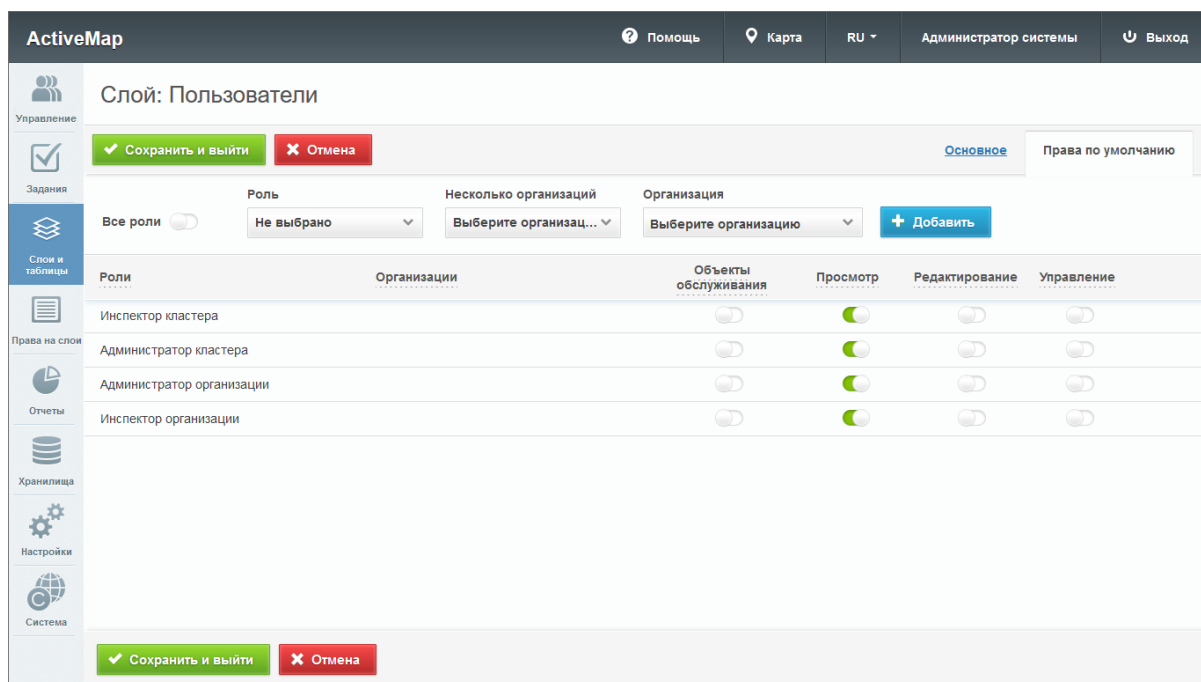 ActiveMap
Помощь
Карта
RU
Администратор системы
Выход
Управление
Задания
Слои и
таблицы
Права на слои
Отчеты
Хранилища
Настройки
Система
Слой: Пользователи
Сохранить и выйти
Отмена
Основное
Права по умолчанию
Все роли
Роль
Не выбрано
Несколько организаций
Выберите организац...
Организация
Выберите организацию
Добавить
Роли
Организации
Объекты
обслуживания
Просмотр
Редактирование
Управление
Инспектор кластера
Администратор кластера
Администратор организации
Инспектор организации
Сохранить и выйти
Отмена